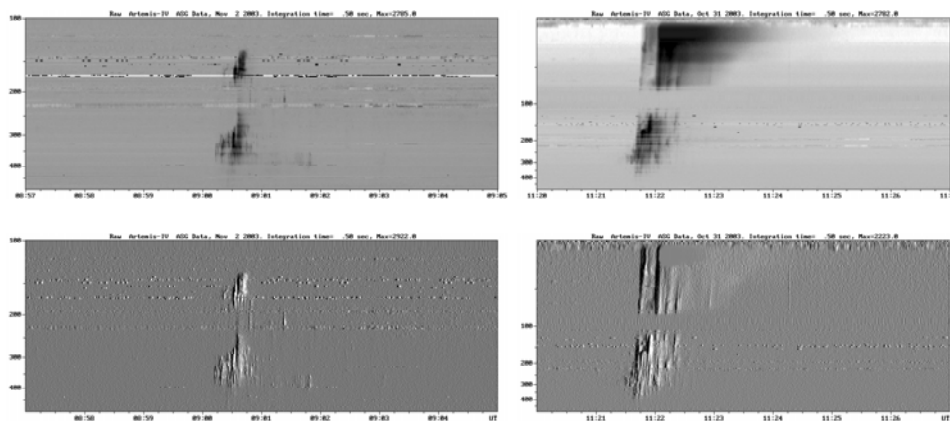 Raw Artemis-IV ASG Data, Nov 2 2003, Integration time= .50 sec, Max=2785.0
100
200
300
400
08:57 08:58 08:59 09:00 09:01 09:02 09:03 09:04 09:05
Raw Artemis-IV ASG Data, Oct 31 2003, Integration time= .50 sec, Max=2782.0
100
200
300
400
11:20 11:21 11:22 11:23 11:24 11:25 11:26
Raw Artemis-IV ASG Data, Nov 2 2003, Integration time= .50 sec, Max=2922.0
100
200
300
400
08:58 08:59 09:00 09:01 09:02 09:03 09:04 UT
Raw Artemis-IV ASG Data, Oct 31 2003, Integration time= .50 sec, Max=2223.0
100
200
300
400
11:21 11:22 11:23 11:24 11:25 11:26 UT